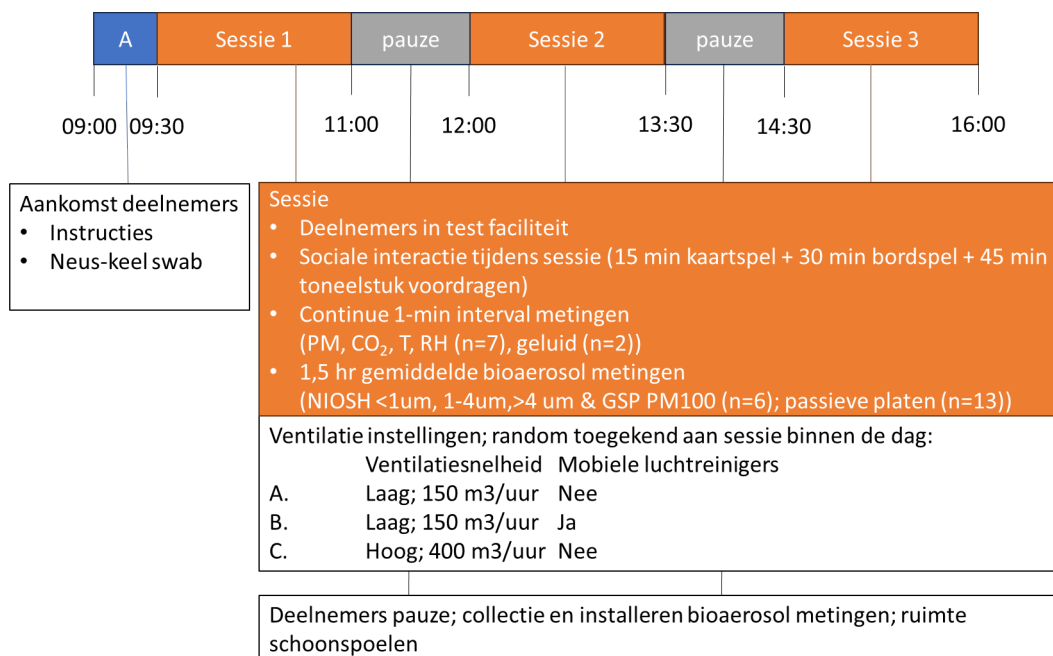 A Sessie 1 pauze Sessie 2 pauze Sessie 3
09:00 09:30 11:00 12:00 13:30 14:30 16:00
Aankomst deelnemers
• Instructies
• Neus-keel swab
Sessie
• Deelnemers in test faciliteit
• Sociale interactie tijdens sessie (15 min kaartspel + 30 min bordspel + 45 min
toneelstuk voordragen)
• Continue 1-min interval metingen
(PM, CO₂, T, RH (n=7), geluid (n=2))
• 1,5 hr gemiddelde bioaerosol metingen
(NIOSH <1um, 1-4um,>4 um & GSP PM100 (n=6); passieve platen (n=13))
Ventilatie instellingen; random toegekend aan sessie binnen de dag:
Ventilatiesnelheid Mobiele luchtreinigers
A. Laag; 150 m3/uur Nee
B. Laag; 150 m3/uur Ja
C. Hoog; 400 m3/uur Nee
Deelnemers pauze; collectie en installeren bioaerosol metingen; ruimte
schoonspoelen